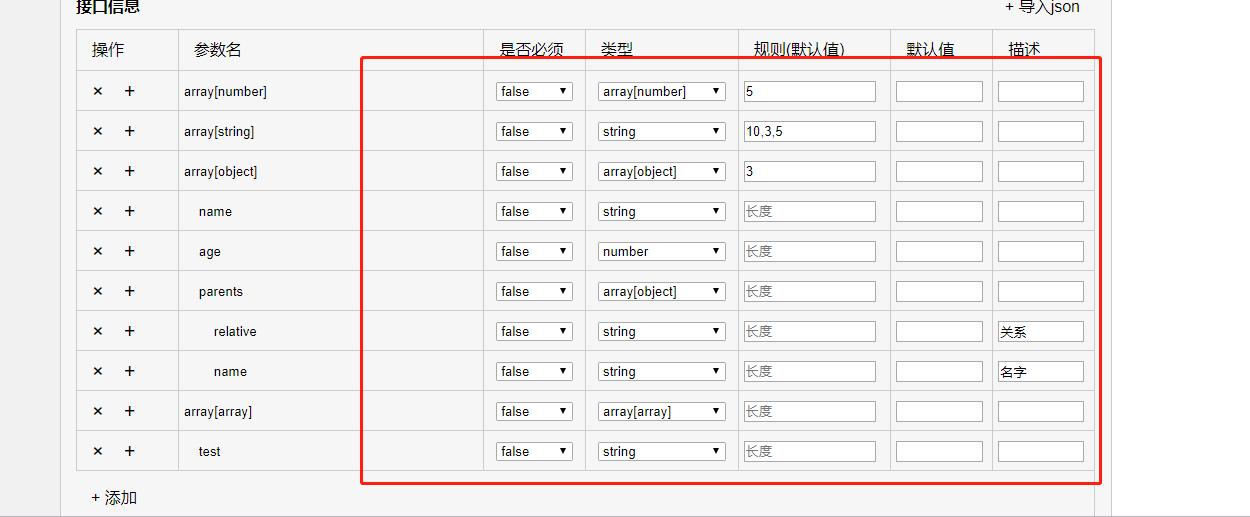 接口信息 + 导入json
操作 参数名 是否必须 类型 规则(默认值) 默认值 描述
× + array[number] false array[number] 5
× + array[string] false string 10,3,5
× + array[object] false array[object] 3
× + name false string 长度
× + age false number 长度
× + parents false array[object] 长度
× + relative false string 长度 关系
× + name false string 长度 名字
× + array[array] false array[array] 长度
× + test false string 长度
+ 添加